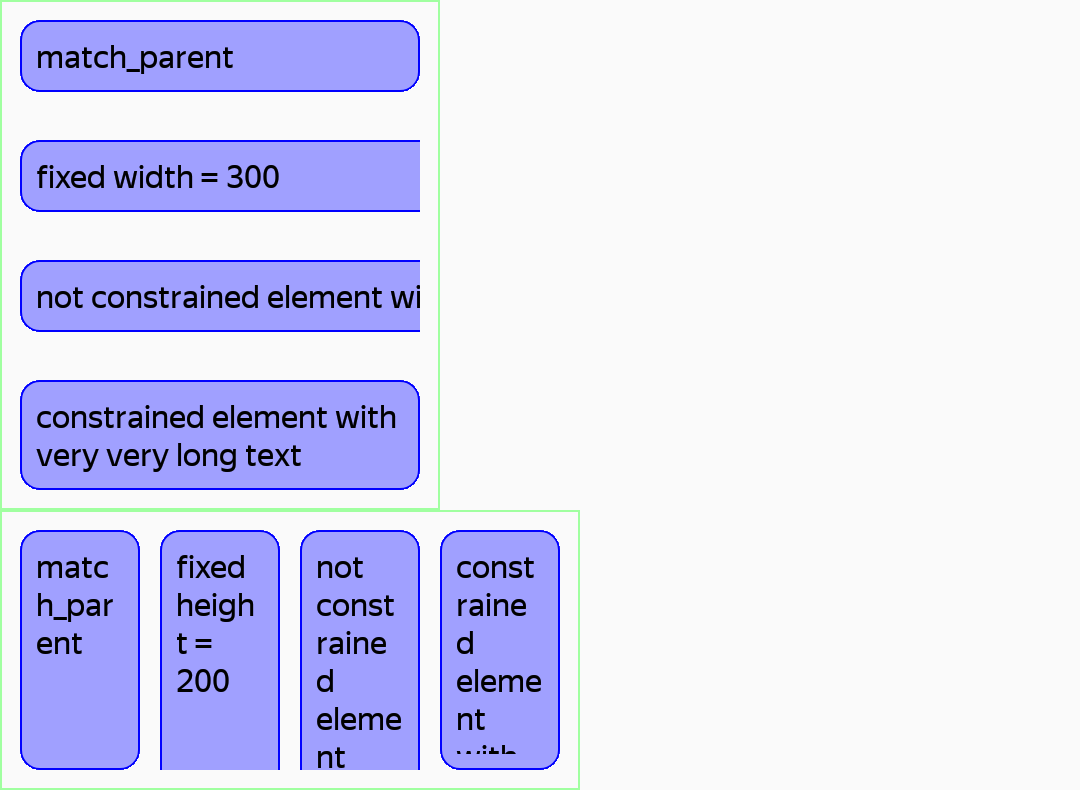 match_parent
fixed width = 300
not constrained element wi
constrained element with
very very long text
matc
h_par
ent
fixed
heigh
t =
200
not
const
raine
d
eleme
nt
const
raine
d
eleme
nt
with